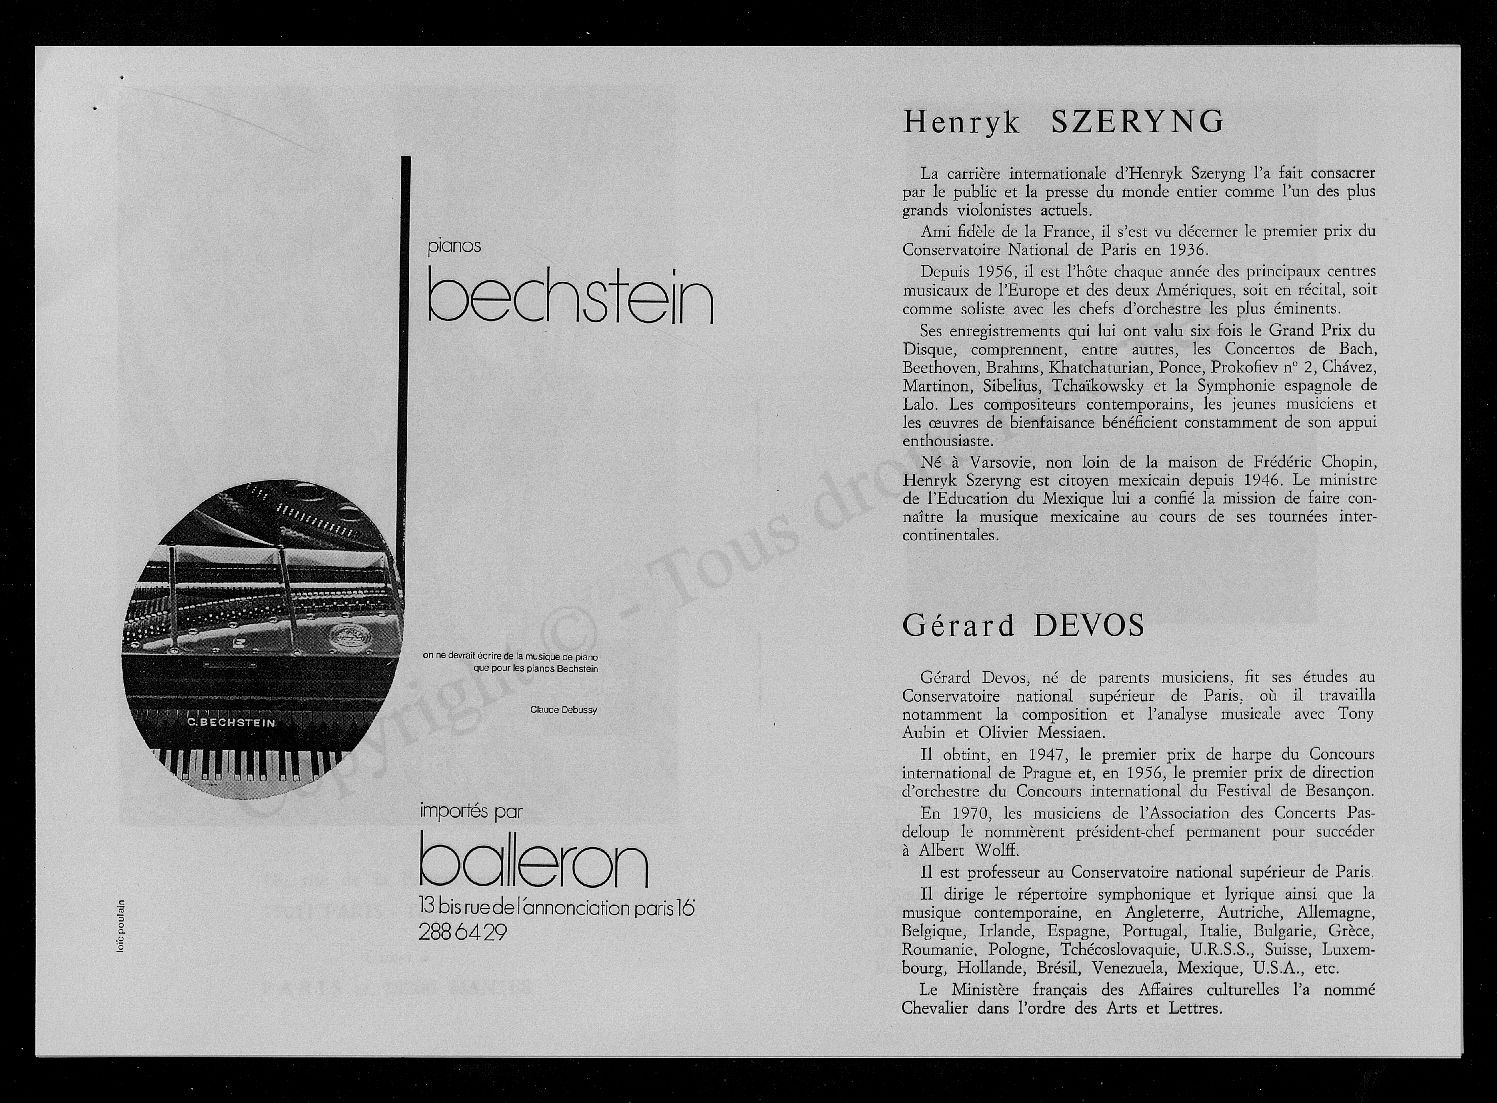 pianos
bechstein
C. BECHSTEIN
on ne devrait écrire de la musique de piano
que pour les pianos Bechstein
Claude Debussy
importés par
balleron
13 bis rue de l'annonciation paris 16
288 64 29
loïc poullain
Copyright © - Tous dro
Henryk SZERYNG
La carrière internationale d'Henryk Szeryng l'a fait consacrer
par le public et la presse du monde entier comme l'un des plus
grands violonistes actuels.
Ami fidèle de la France, il s'est vu décerner le premier prix du
Conservatoire National de Paris en 1936.
Depuis 1956, il est l'hôte chaque année des principaux centres
musicaux de l'Europe et des deux Amériques, soit en récital, soit
comme soliste avec les chefs d'orchestre les plus éminents.
Ses enregistrements qui lui ont valu six fois le Grand Prix du
Disque, comprennent, entre autres, les Concertos de Bach,
Beethoven, Brahms, Khatchaturian, Ponce, Prokofiev n° 2, Chávez,
Martinon, Sibelius, Tchaïkowsky et la Symphonie espagnole de
Lalo. Les compositeurs contemporains, les jeunes musiciens et
les œuvres de bienfaisance bénéficient constamment de son appui
enthousiaste.
Né à Varsovie, non loin de la maison de Frédéric Chopin,
Henryk Szeryng est citoyen mexicain depuis 1946. Le ministre
de l'Education du Mexique lui a confié la mission de faire con-
naître la musique mexicaine au cours de ses tournées inter-
continentales.
Gérard DEVOS
Gérard Devos, né de parents musiciens, fit ses études au
Conservatoire national supérieur de Paris, où il travailla
notamment la composition et l'analyse musicale avec Tony
Aubin et Olivier Messiaen.
Il obtint, en 1947, le premier prix de harpe du Concours
international de Prague et, en 1956, le premier prix de direction
d'orchestre du Concours international du Festival de Besançon.
En 1970, les musiciens de l'Association des Concerts Pas-
deloup le nommèrent président-chef permanent pour succéder
à Albert Wolff.
Il est professeur au Conservatoire national supérieur de Paris.
Il dirige le répertoire symphonique et lyrique ainsi que la
musique contemporaine, en Angleterre, Autriche, Allemagne,
Belgique, Irlande, Espagne, Portugal, Italie, Bulgarie, Grèce,
Roumanie, Pologne, Tchécoslovaquie, U.R.S.S., Suisse, Luxem-
bourg, Hollande, Brésil, Venezuela, Mexique, U.S.A., etc.
Le Ministère français des Affaires culturelles l'a nommé
Chevalier dans l'ordre des Arts et Lettres.